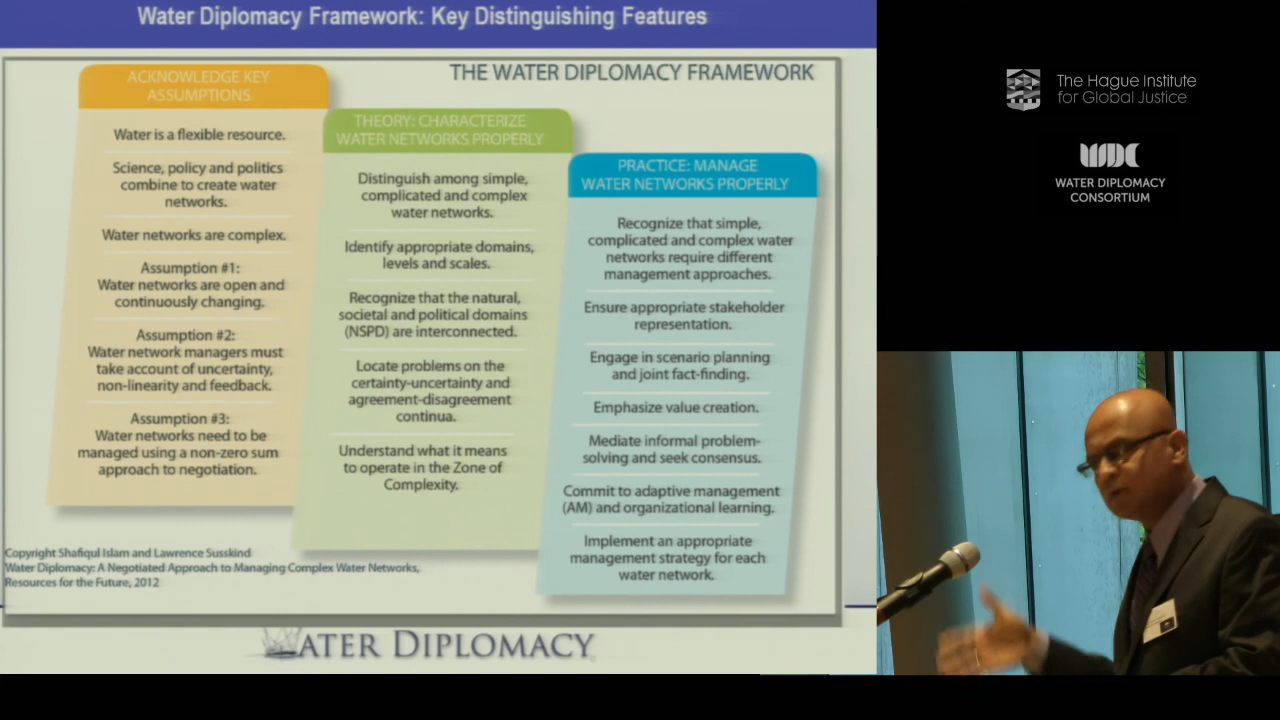 Water Diplomacy Framework: Key Distinguishing Features
THE WATER DIPLOMACY FRAMEWORK
ACKNOWLEDGE KEY
ASSUMPTIONS
Water is a flexible resource.
Science, policy and politics
combine to create water
networks.
Water networks are complex.
Assumption #1:
Water networks are open and
continuously changing.
Assumption #2:
Water network managers must
take account of uncertainty,
non-linearity and feedback.
Assumption #3:
Water networks need to be
managed using a non-zero sum
approach to negotiation.
THEORY: CHARACTERIZE
WATER NETWORKS PROPERLY
Distinguish among simple,
complicated and complex
water networks.
Identify appropriate domains,
levels and scales.
Recognize that the natural,
societal and political domains
(NSPD) are interconnected.
Locate problems on the
certainty-uncertainty and
agreement-disagreement
continua.
Understand what it means
to operate in the Zone of
Complexity.
PRACTICE: MANAGE
WATER NETWORKS PROPERLY
Recognize that simple,
complicated and complex water
networks require different
management approaches.
Ensure appropriate stakeholder
representation.
Engage in scenario planning
and joint fact-finding.
Emphasize value creation.
Mediate informal problem-
solving and seek consensus.
Commit to adaptive management
(AM) and organizational learning.
Implement an appropriate
management strategy for each
water network.
Copyright Shafiqul Islam and Lawrence Susskind
Water Diplomacy: A Negotiated Approach to Managing Complex Water Networks,
Resources for the Future, 2012
WATER DIPLOMACY
The Hague Institute
for Global Justice
WDC
WATER DIPLOMACY
CONSORTIUM